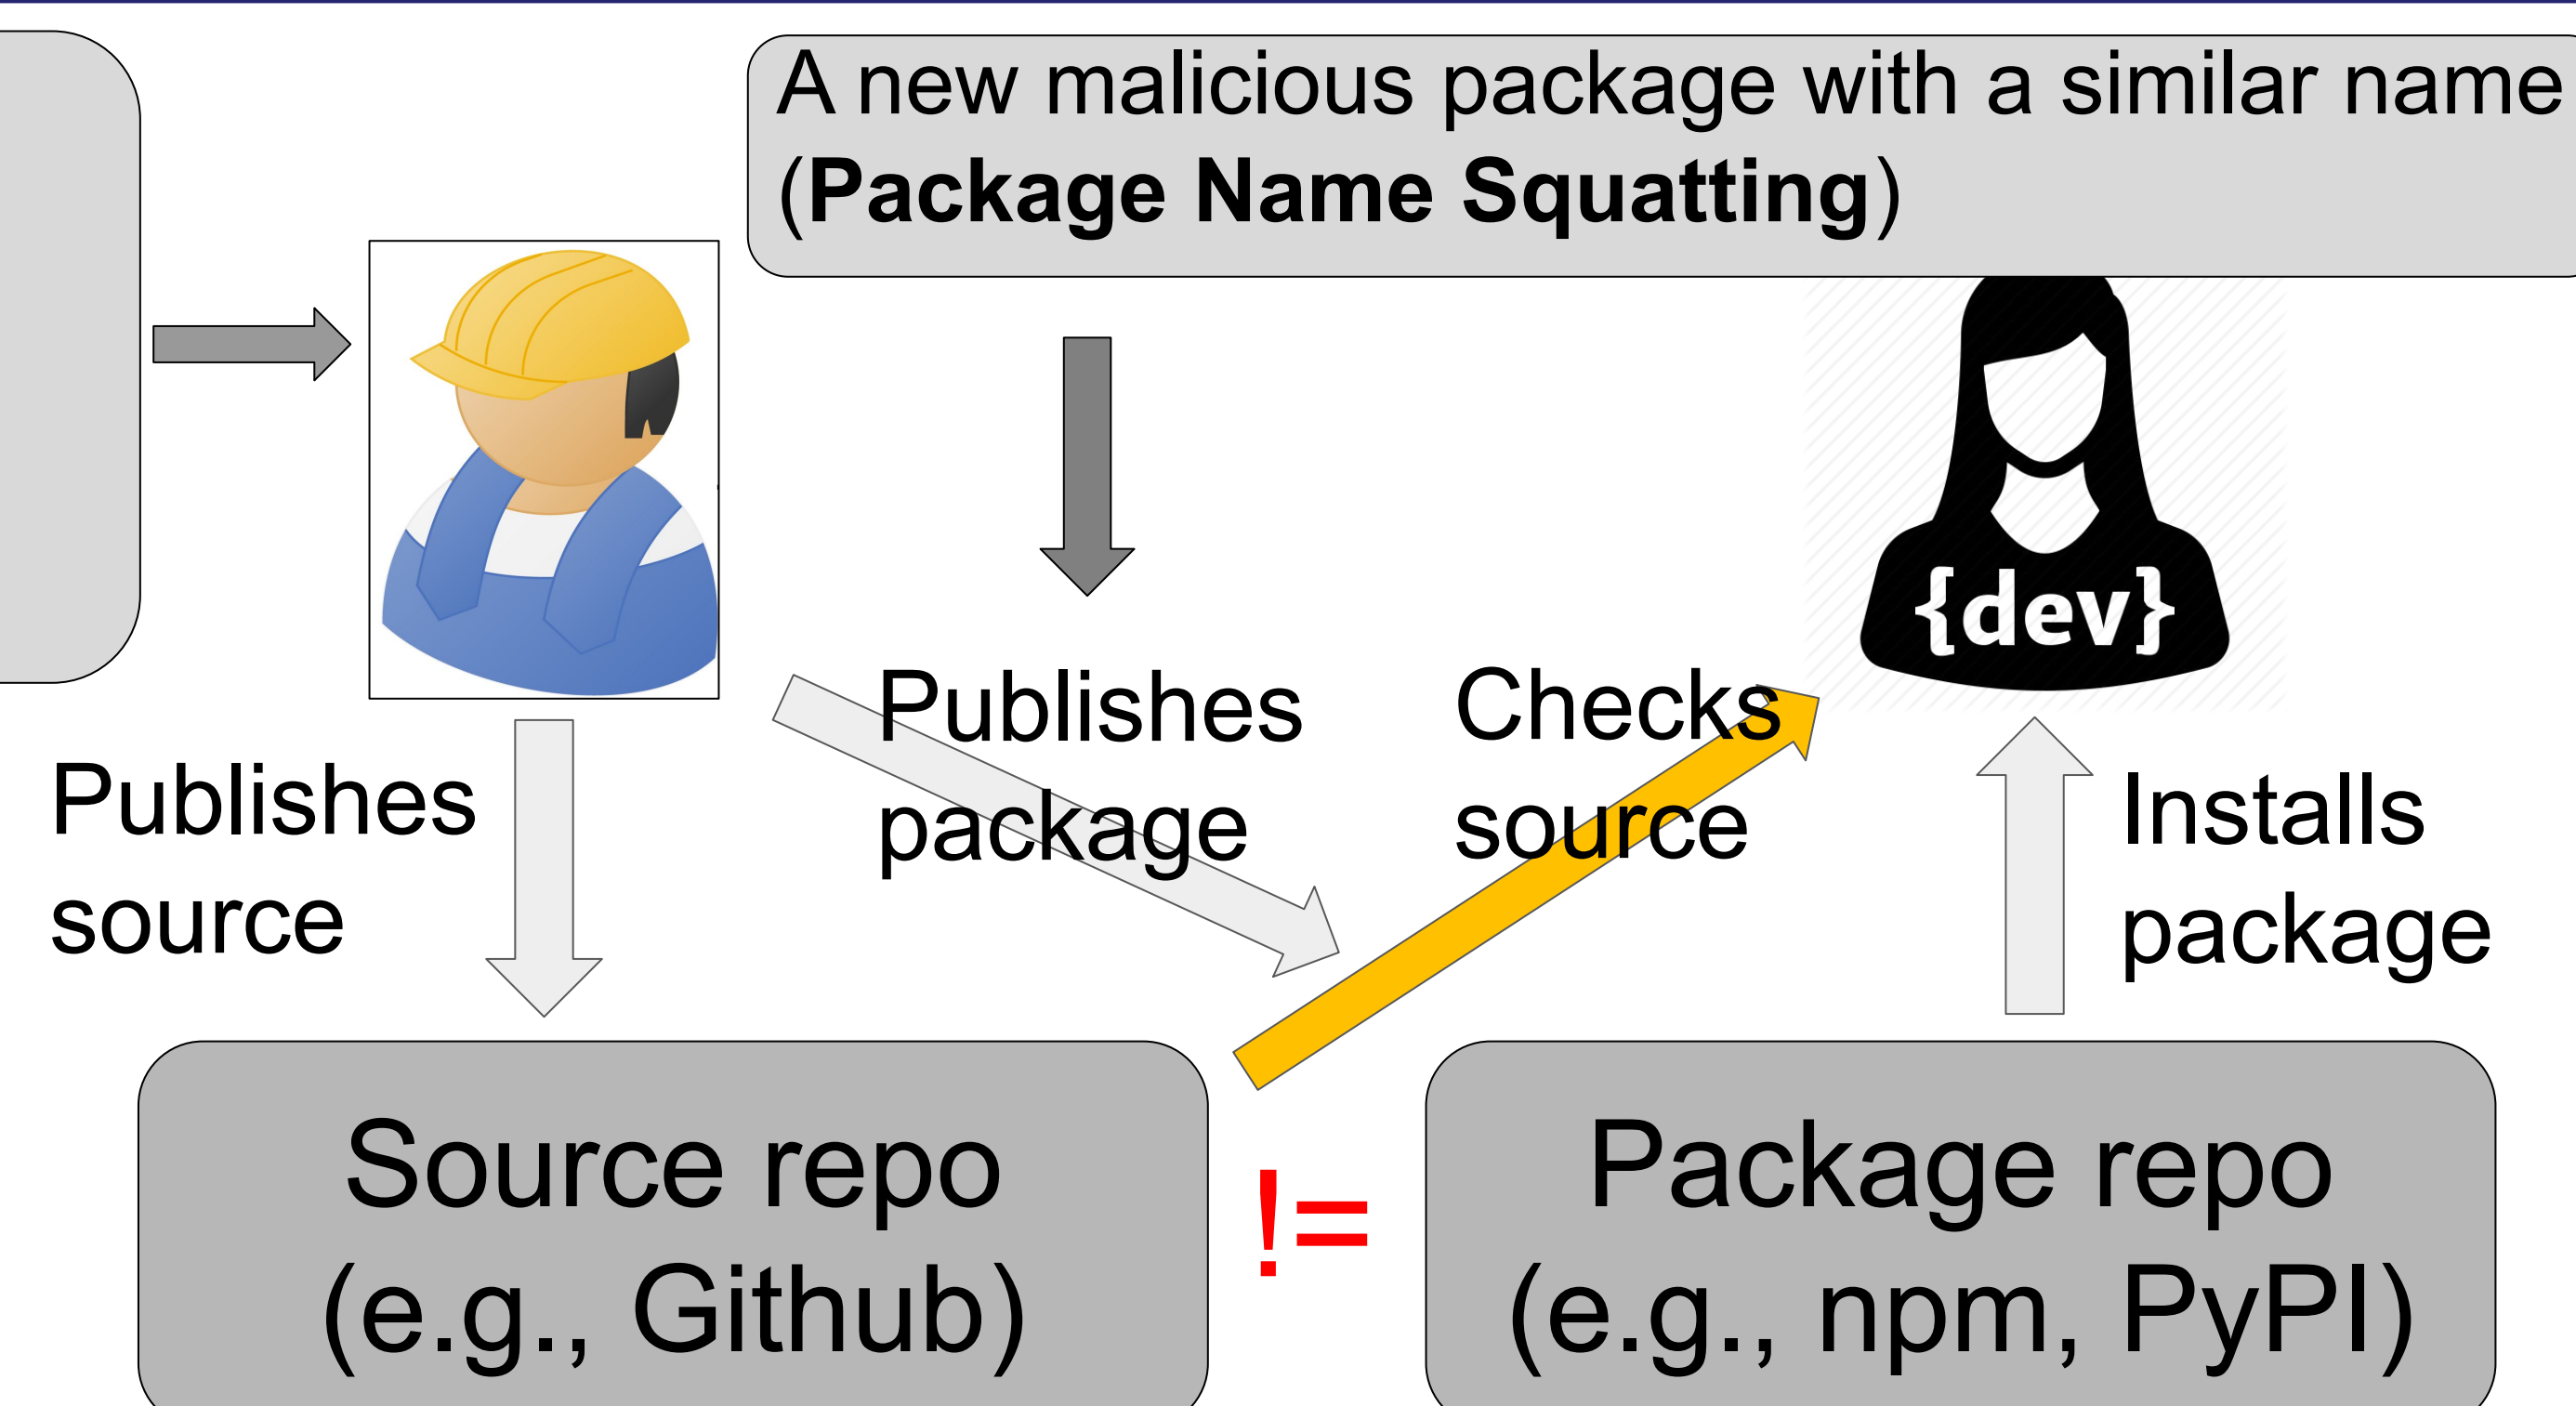 A new malicious package with a similar name
(Package Name Squatting)
{dev}
Publishes
package
Checks
source
Publishes
source
Installs
package
Source repo
(e.g., Github)
!=
Package repo
(e.g., npm, PyPI)